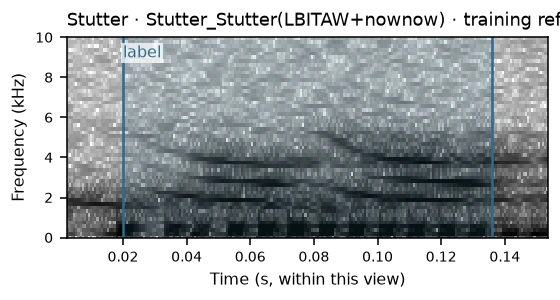 Stutter · Stutter_Stutter(LBITAW+nownow) · training ref
label
10
8
6
4
2
0
Frequency (kHz)
0.02 0.04 0.06 0.08 0.10 0.12 0.14
Time (s, within this view)